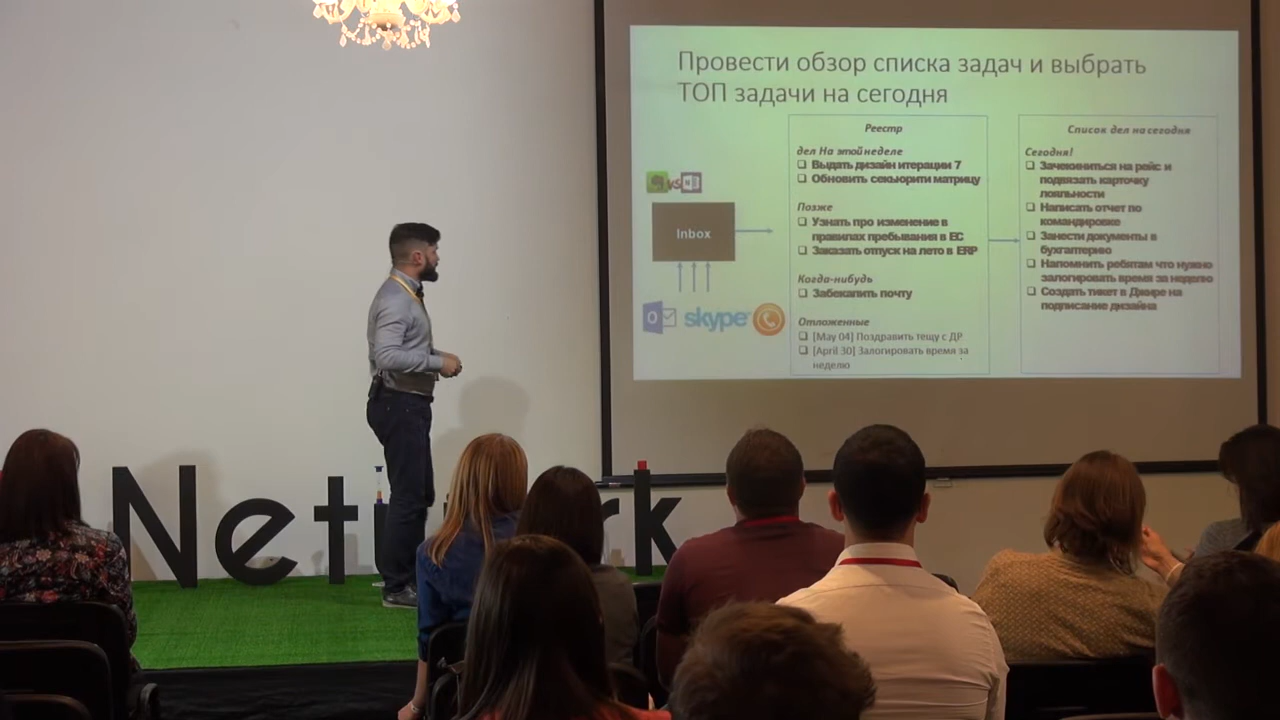 Провести обзор списка задач и выбрать
ТОП задачи на сегодня
vs
N
Inbox
O
skype
Реестр
дел На этой неделе
Выдать дизайн итерации 7
Обновить секьюрити матрицу
Позже
Узнать про изменение в
правилах пребывания в ЕС
Заказать отпуск на лето в ERP
Когда-нибудь
Забекапить почту
Отложенные
[May 04] Поздравить тещу с ДР
[April 30] Залогировать время за
неделю
Список дел на сегодня
Сегодня!
Зачекиниться на рейс и
подвязать карточку
лояльности
Написать отчет по
командировке
Занести документы в
бухгалтерию
Напомнить ребятам что нужно
залогировать время за неделю
Создать тикет в Джире на
подписание дизайна
Net rk